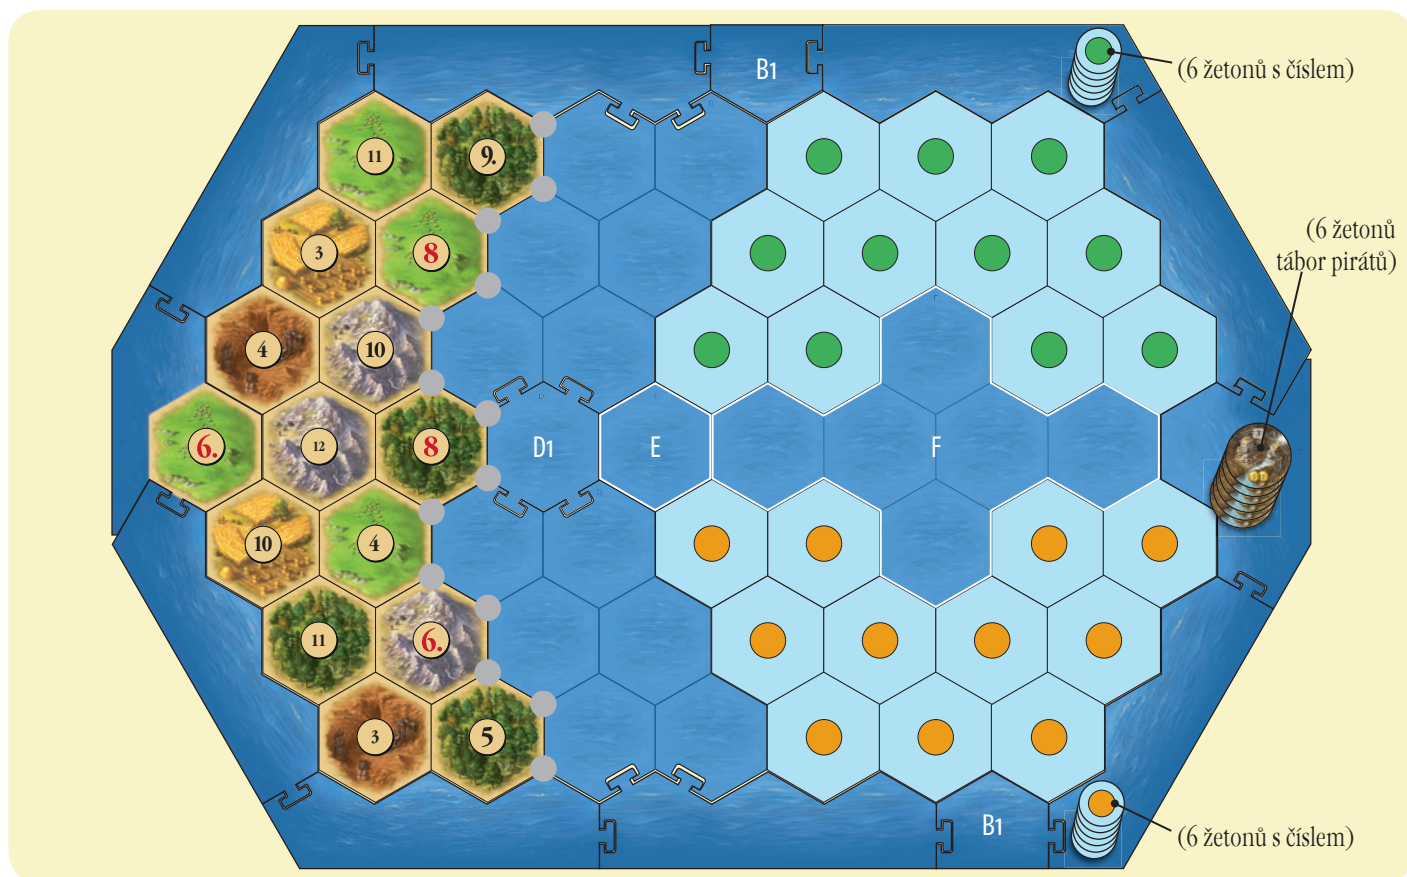 B1
(6 žetonů s číslem)
11
9.
(6 žetonů
tábor pirátů)
3
8
4
10
6.
12
8
D1
E
F
10
4
11
6.
3
5
B1
(6 žetonů s číslem)